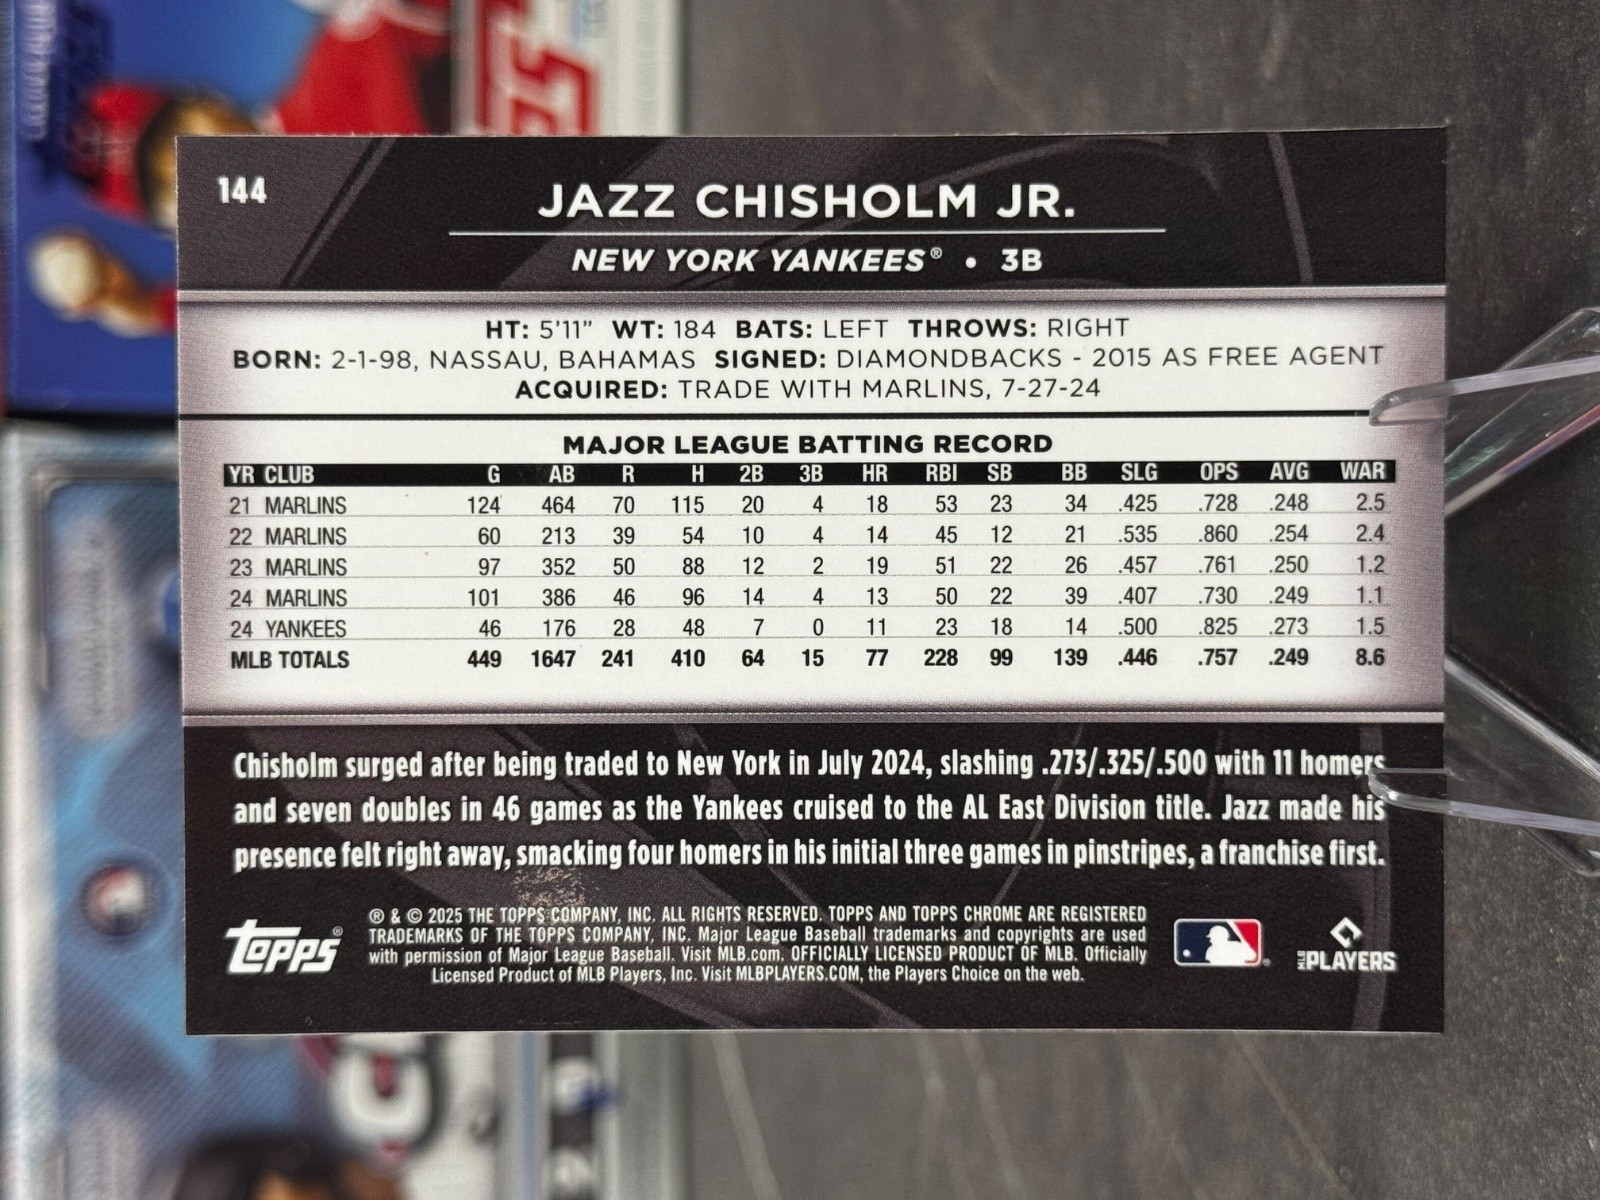 144
JAZZ CHISHOLM JR.
NEW YORK YANKEES® • 3B
HT: 5'11" WT: 184 BATS: LEFT THROWS: RIGHT
BORN: 2-1-98, NASSAU, BAHAMAS SIGNED: DIAMONDBACKS - 2015 AS FREE AGENT
ACQUIRED: TRADE WITH MARLINS, 7-27-24
MAJOR LEAGUE BATTING RECORD
YR CLUB G AB R H 2B 3B HR RBI SB BB SLG OPS AVG WAR
21 MARLINS 124 464 70 115 20 4 18 53 23 34 .425 .728 .248 2.5
22 MARLINS 60 213 39 54 10 4 14 45 12 21 .535 .860 .254 2.4
23 MARLINS 97 352 50 88 12 2 19 51 22 26 .457 .761 .250 1.2
24 MARLINS 101 386 46 96 14 4 13 50 22 39 .407 .730 .249 1.1
24 YANKEES 46 176 28 48 7 0 11 23 18 14 .500 .825 .273 1.5
MLB TOTALS 449 1647 241 410 64 15 77 228 99 139 .446 .757 .249 8.6
Chisholm surged after being traded to New York in July 2024, slashing .273/.325/.500 with 11 homers
and seven doubles in 46 games as the Yankees cruised to the AL East Division title. Jazz made his
presence felt right away, smacking four homers in his initial three games in pinstripes, a franchise first.
® & © 2025 THE TOPPS COMPANY, INC. ALL RIGHTS RESERVED. TOPPS AND TOPPS CHROME ARE REGISTERED
TRADEMARKS OF THE TOPPS COMPANY, INC. Major League Baseball trademarks and copyrights are used
with permission of Major League Baseball. Visit MLB.com. OFFICIALLY LICENSED PRODUCT OF MLB. Officially
Licensed Product of MLB Players, Inc. Visit MLBPLAYERS.COM, the Players Choice on the web.
Topps®
MLB PLAYERS